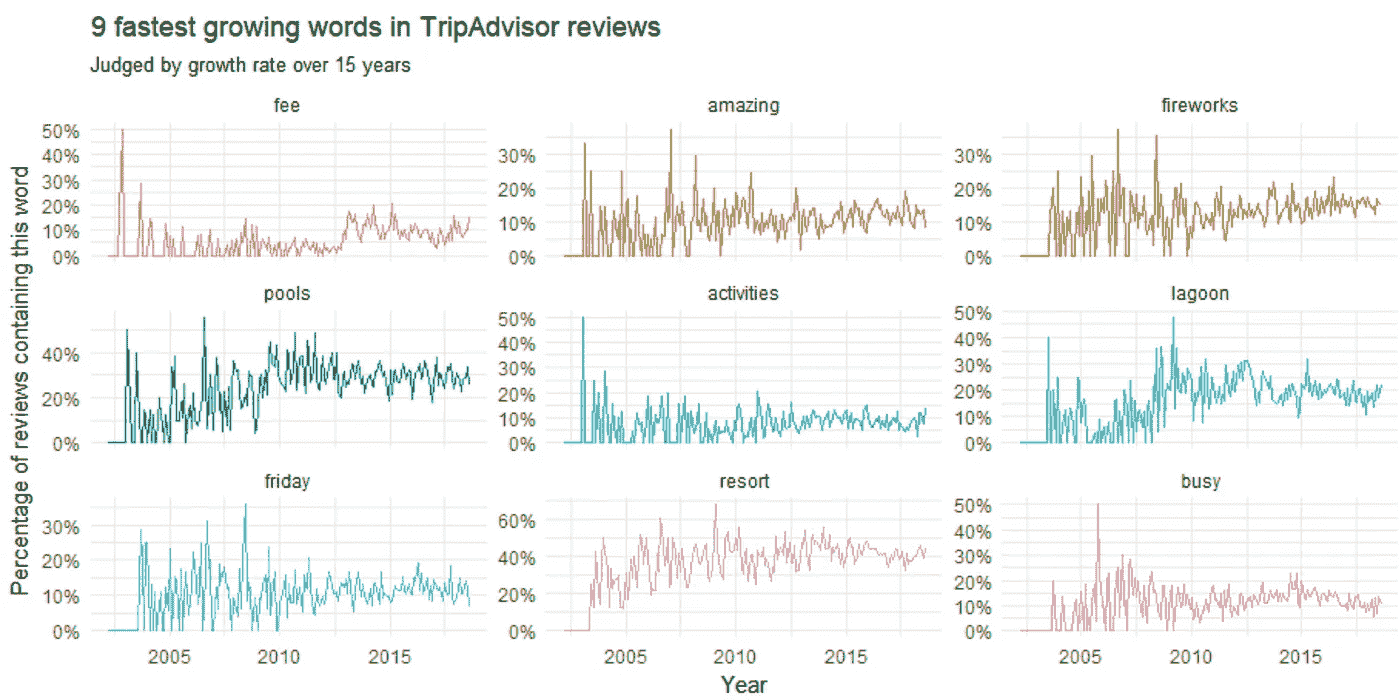 9 fastest growing words in TripAdvisor reviews
Judged by growth rate over 15 years
Percentage of reviews containing this word
fee
50%
40%
30%
20%
10%
0%
amazing
30%
20%
10%
0%
fireworks
30%
20%
10%
0%
pools
40%
20%
0%
activities
50%
40%
30%
20%
10%
0%
lagoon
50%
40%
30%
20%
10%
0%
friday
30%
20%
10%
0%
2005 2010 2015
resort
60%
40%
20%
0%
2005 2010 2015
busy
50%
40%
30%
20%
10%
0%
2005 2010 2015
Year